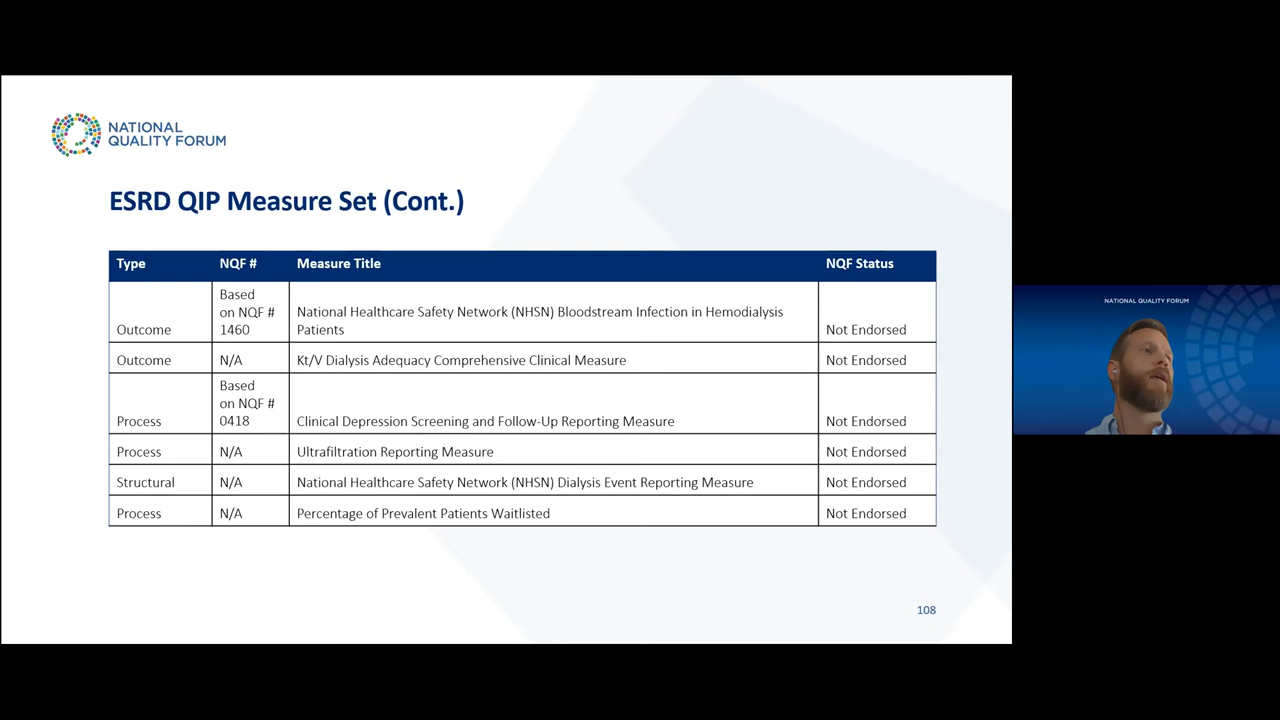 NATIONAL
QUALITY FORUM
ESRD QIP Measure Set (Cont.)
Type NQF # Measure Title NQF Status
Outcome Based on NQF # 1460 National Healthcare Safety Network (NHSN) Bloodstream Infection in Hemodialysis Patients Not Endorsed
Outcome N/A Kt/V Dialysis Adequacy Comprehensive Clinical Measure Not Endorsed
Process Based on NQF # 0418 Clinical Depression Screening and Follow-Up Reporting Measure Not Endorsed
Process N/A Ultrafiltration Reporting Measure Not Endorsed
Structural N/A National Healthcare Safety Network (NHSN) Dialysis Event Reporting Measure Not Endorsed
Process N/A Percentage of Prevalent Patients Waitlisted Not Endorsed
108
NATIONAL QUALITY FORUM